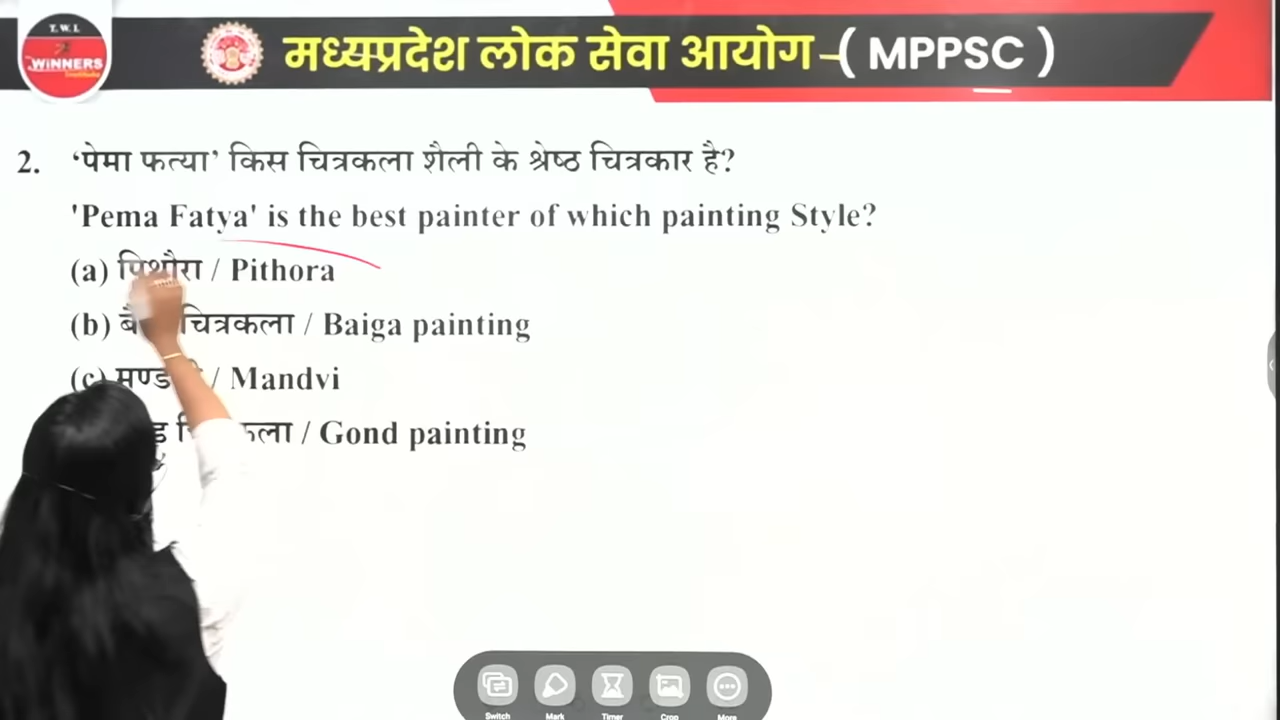 T.W.I.
WINNERS
Institute
मध्यप्रदेश लोक सेवा आयोग – ( MPPSC )
2. ‘पेमा फत्या’ किस चित्रकला शैली के श्रेष्ठ चित्रकार है?
'Pema Fatya' is the best painter of which painting Style?
(a) पिथौरा / Pithora
(b) चित्रकला / Baiga painting
(c) / Mandvi
/ Gond painting
Switch Mark Timer Crop More